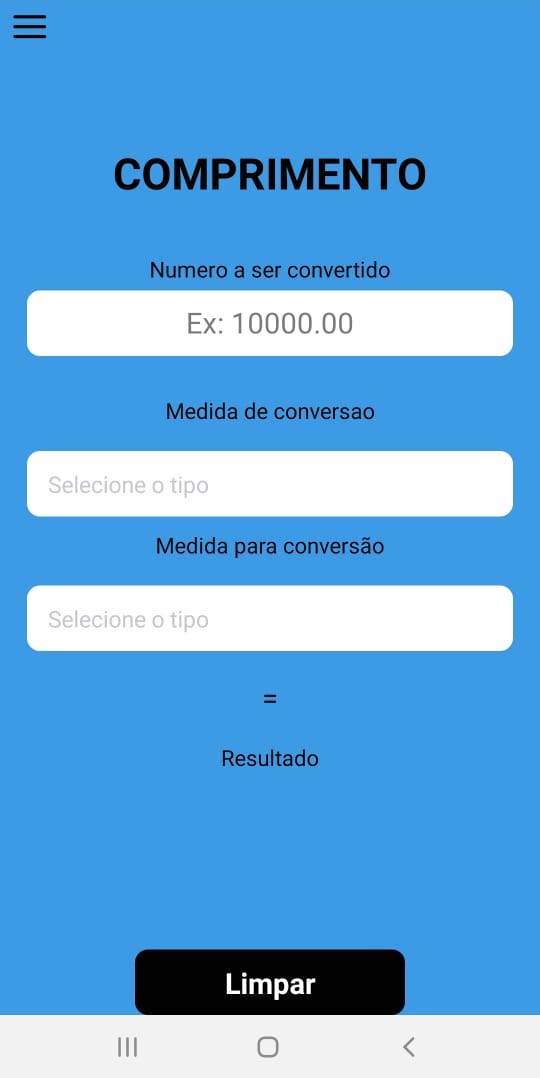 COMPRIMENTO
Numero a ser convertido
Ex: 10000.00
Medida de conversao
Selecione o tipo
Medida para conversão
Selecione o tipo
=
Resultado
Limpar